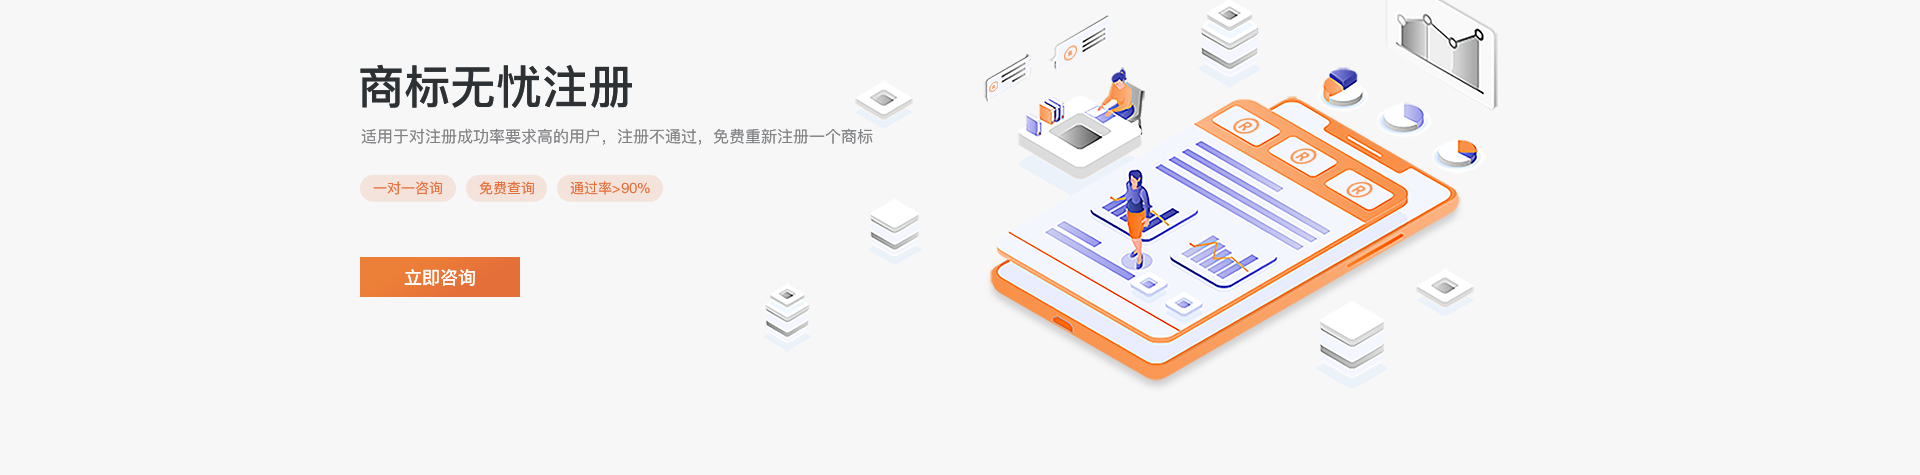 商标无忧注册
适用于对注册成功率要求高的用户，注册不通过，免费重新注册一个商标
一对一咨询 免费查询 通过率>90%
立即咨询
®
®
®